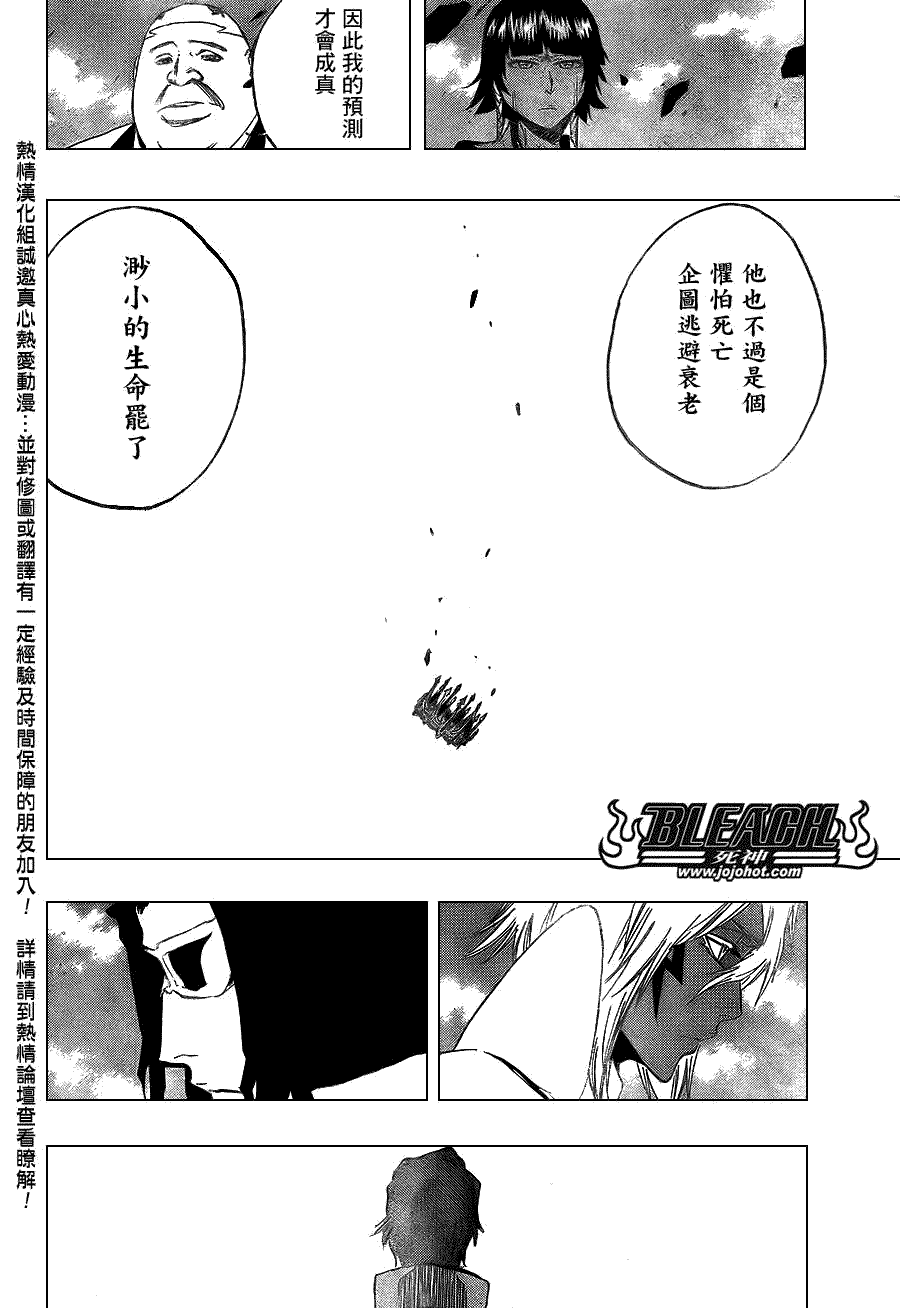 因此我的預測
才會成真
他也不過是個
懼怕死亡
企圖逃避衰老
渺小的生命罷了
BLEACH
死神
www.jojohot.com
熱情漢化組誠邀真心熱愛動漫…並對修圖或翻譯有一定經驗及時間保障的朋友加入! 詳情請到熱情論壇查看瞭解!